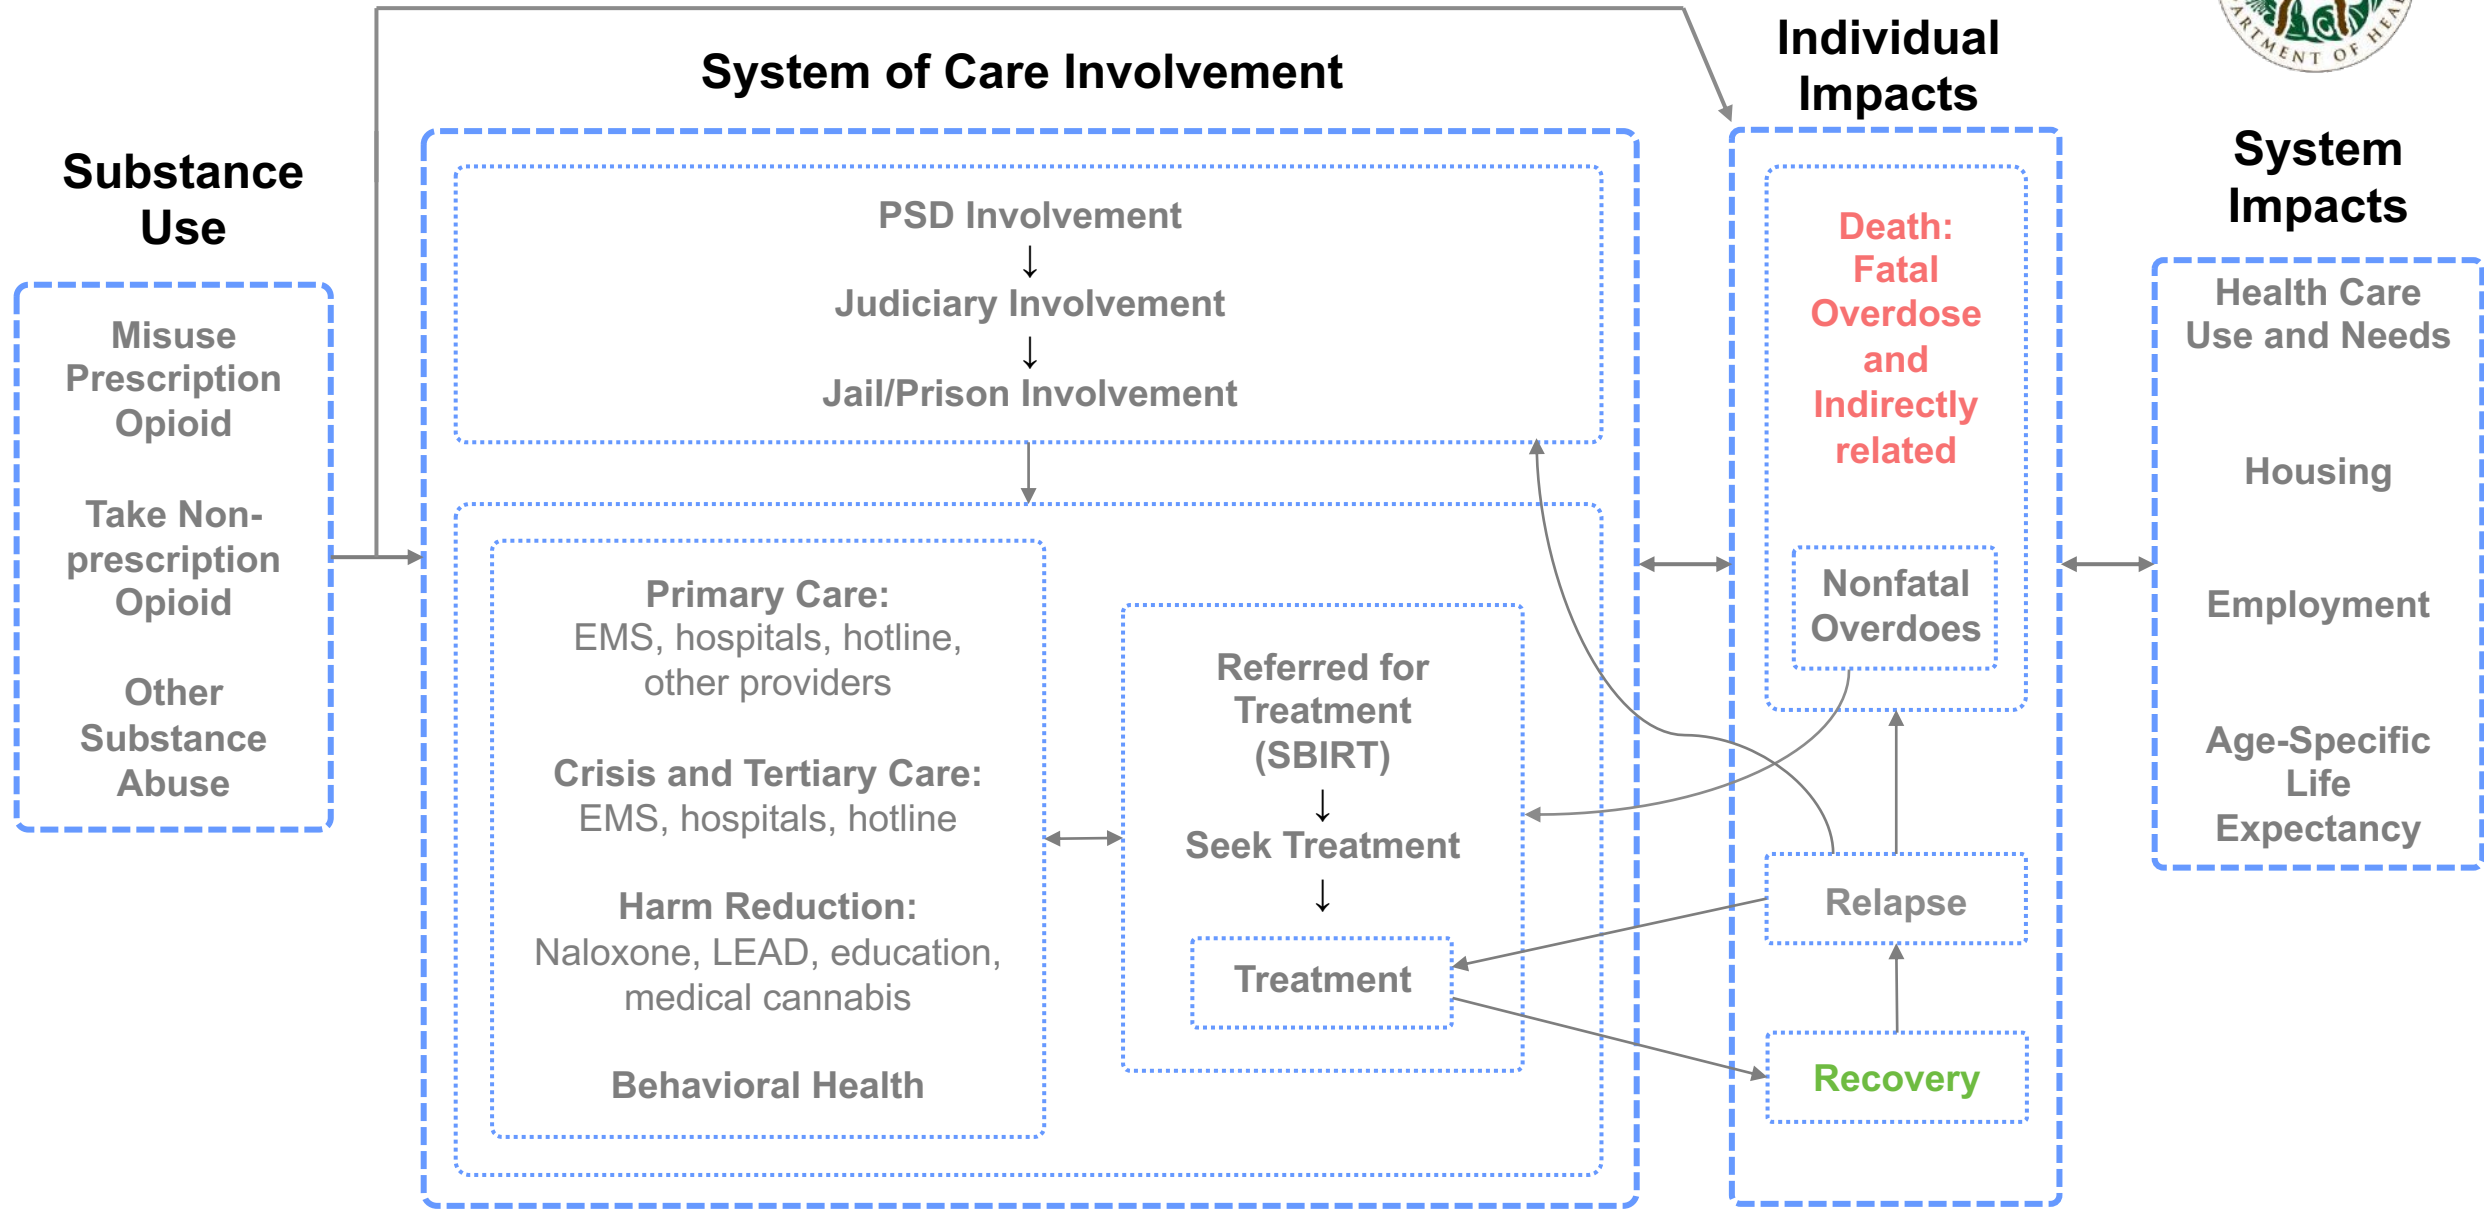 System of Care Involvement
Individual
Impacts
System
Impacts
Substance
Use
Misuse
Prescription
Opioid
Take Non-
prescription
Opioid
Other
Substance
Abuse
PSD Involvement
↓
Judiciary Involvement
↓
Jail/Prison Involvement
Primary Care:
EMS, hospitals, hotline,
other providers
Crisis and Tertiary Care:
EMS, hospitals, hotline
Harm Reduction:
Naloxone, LEAD, education,
medical cannabis
Behavioral Health
Referred for
Treatment
(SBIRT)
↓
Seek Treatment
↓
Treatment
Death:
Fatal
Overdose
and
Indirectly
related
Nonfatal
Overdoes
Relapse
Recovery
Health Care
Use and Needs
Housing
Employment
Age-Specific
Life
Expectancy